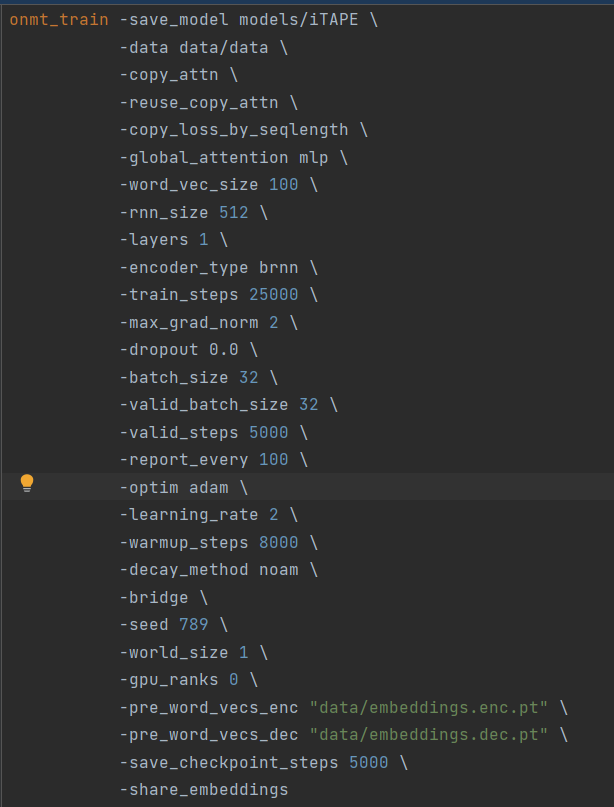 onmt_train -save_model models/iTAPE \
-data data/data \
-copy_attn \
-reuse_copy_attn \
-copy_loss_by_seqlength \
-global_attention mlp \
-word_vec_size 100 \
-rnn_size 512 \
-layers 1 \
-encoder_type brnn \
-train_steps 25000 \
-max_grad_norm 2 \
-dropout 0.0 \
-batch_size 32 \
-valid_batch_size 32 \
-valid_steps 5000 \
-report_every 100 \
-optim adam \
-learning_rate 2 \
-warmup_steps 8000 \
-decay_method noam \
-bridge \
-seed 789 \
-world_size 1 \
-gpu_ranks 0 \
-pre_word_vecs_enc "data/embeddings.enc.pt" \
-pre_word_vecs_dec "data/embeddings.dec.pt" \
-save_checkpoint_steps 5000 \
-share_embeddings